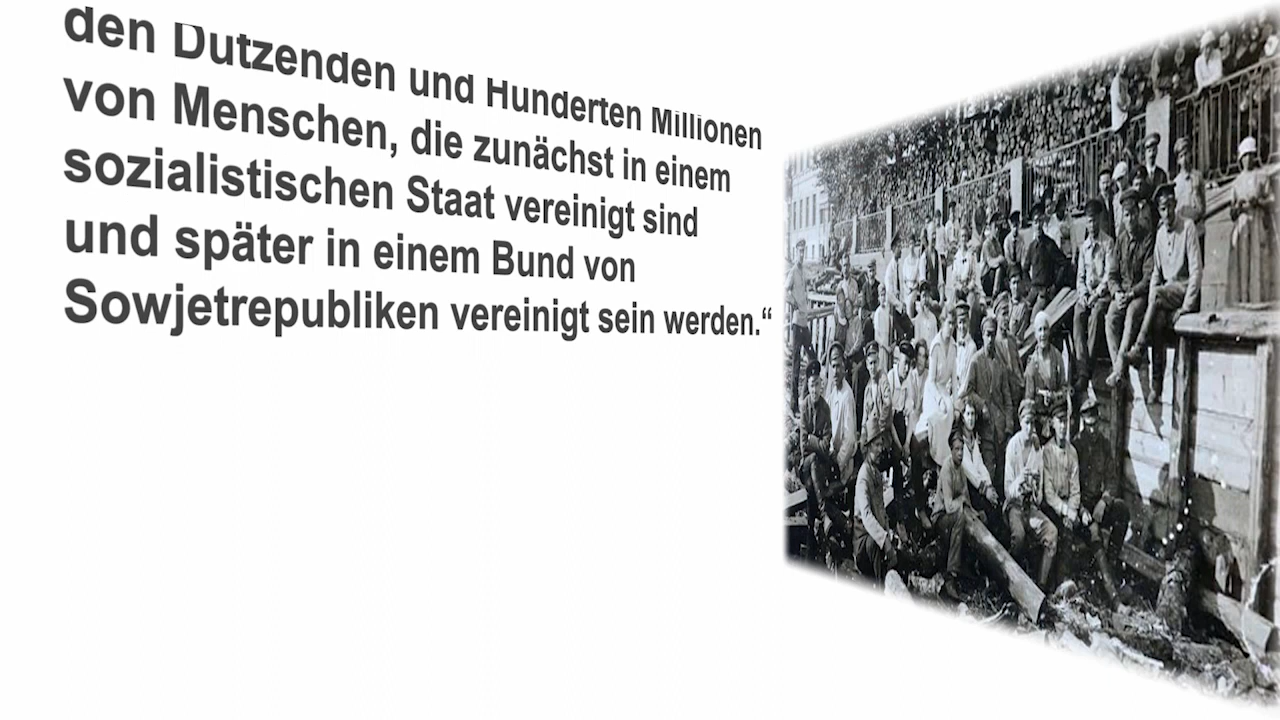 den Dutzenden und Hunderten Millionen
von Menschen, die zunächst in einem
sozialistischen Staat vereinigt sind
und später in einem Bund von
Sowjetrepubliken vereinigt sein werden.“